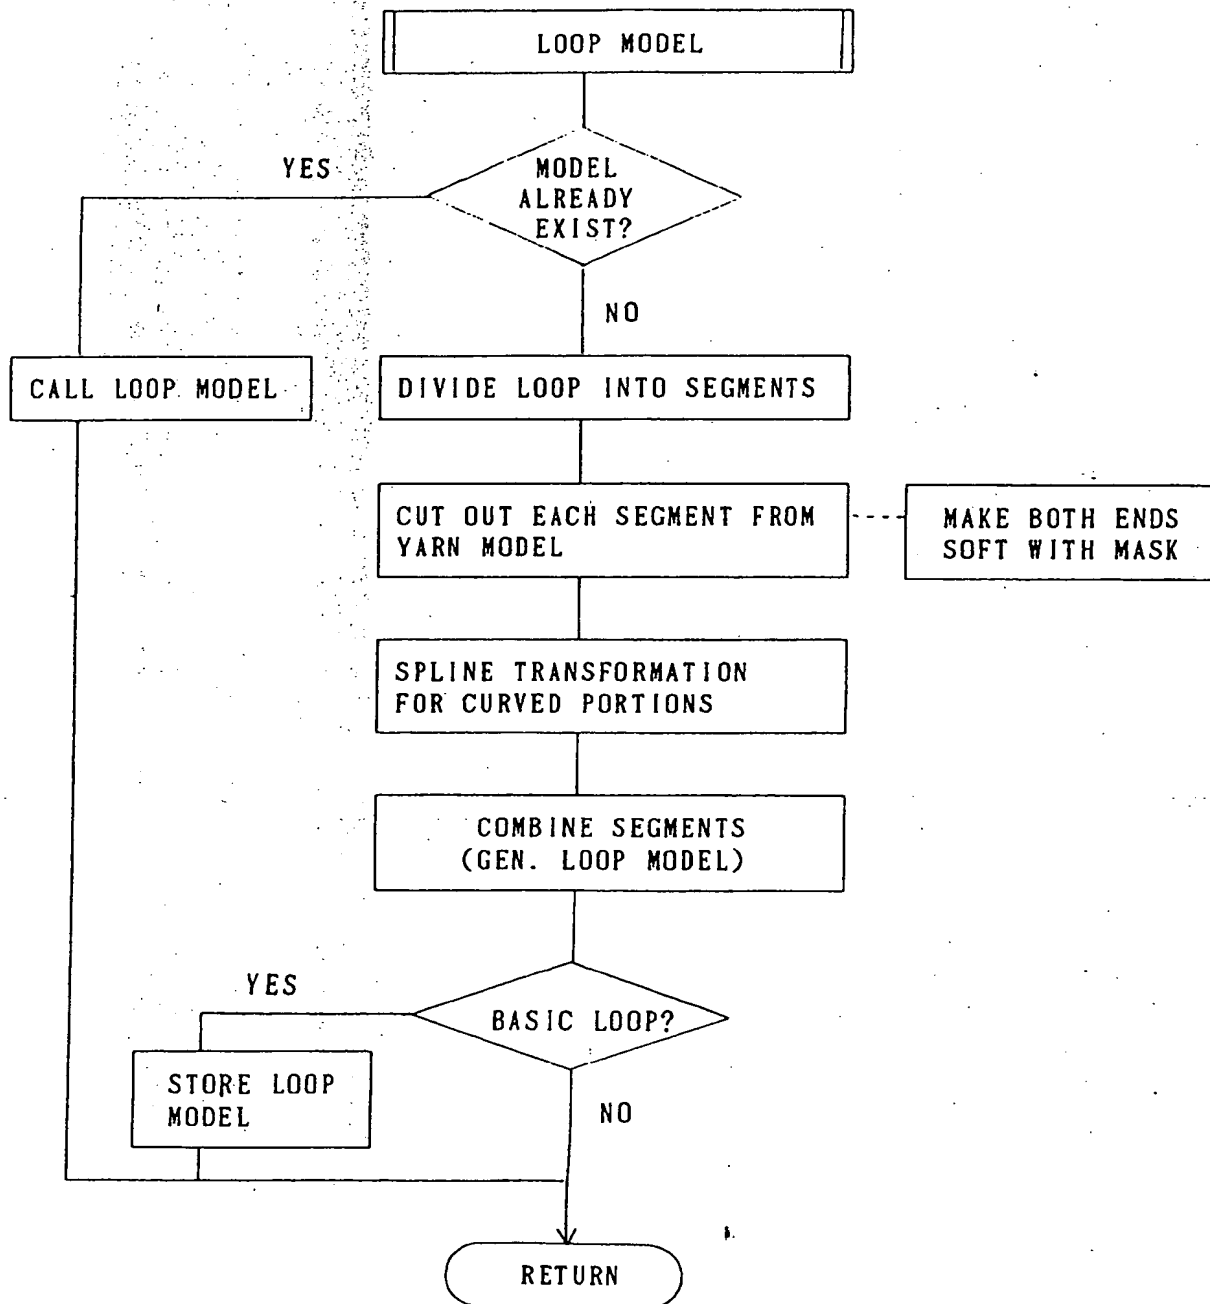 LOOP MODEL
YES
MODEL
ALREADY
EXIST?
NO
CALL LOOP MODEL
DIVIDE LOOP INTO SEGMENTS
CUT OUT EACH SEGMENT FROM
YARN MODEL
MAKE BOTH ENDS
SOFT WITH MASK
SPLINE TRANSFORMATION
FOR CURVED PORTIONS
COMBINE SEGMENTS
(GEN. LOOP MODEL)
YES
BASIC LOOP?
STORE LOOP
MODEL
NO
RETURN